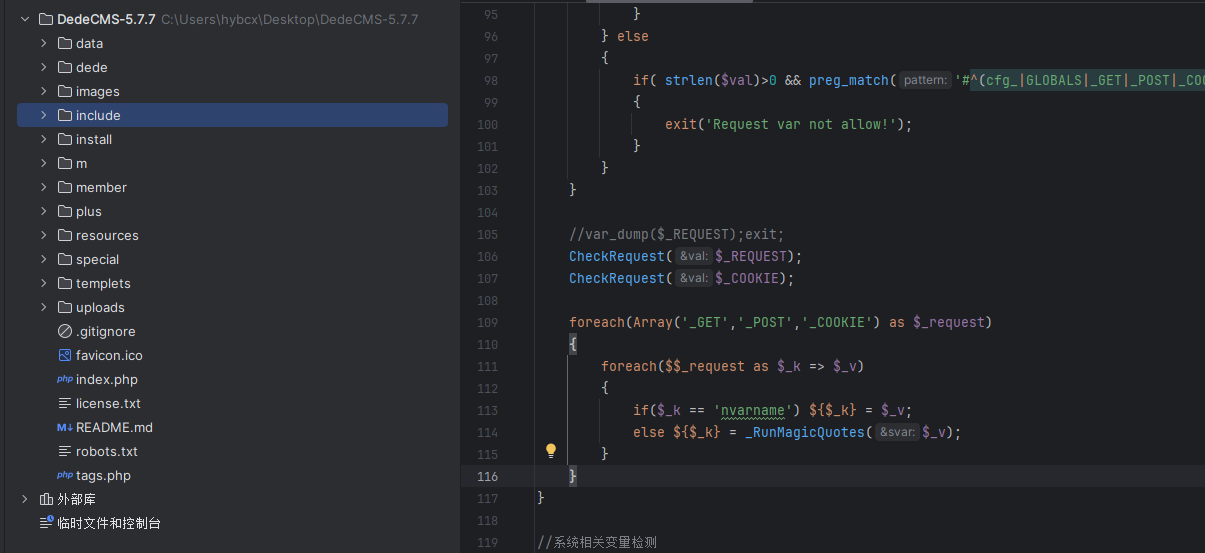 DedeCMS-5.7.7 C:\Users\hybcx\Desktop\DedeCMS-5.7.7
data
dede
images
include
install
m
member
plus
resources
special
templets
uploads
.gitignore
favicon.ico
php index.php
license.txt
M↓ README.md
robots.txt
php tags.php
外部库
临时文件和控制台
95 }
96 } else
97 {
98 if( strlen($val)>0 && preg_match( pattern: '#^(cfg_|GLOBALS|_GET|_POST|_COO
99 {
100 exit('Request var not allow!');
101 }
102 }
103 }
104
105 //var_dump($_REQUEST);exit;
106 CheckRequest( &val: $_REQUEST);
107 CheckRequest( &val: $_COOKIE);
108
109 foreach(Array('_GET','_POST','_COOKIE') as $_request)
110 {
111 foreach($$_request as $_k => $_v)
112 {
113 if($_k == 'nvarname') ${$_k} = $_v;
114 else ${$_k} = _RunMagicQuotes( &svar: $_v);
115 }
116 }
117 }
118
119 //系统相关变量检测